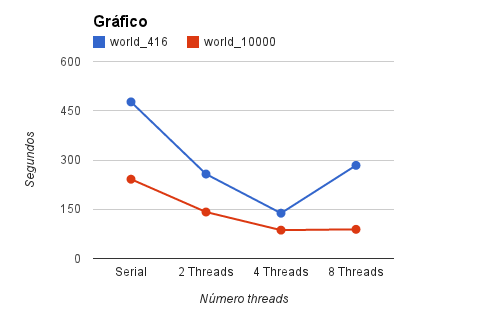 Gráfico
world_416 world_10000
600
450
300
150
0
Segundos
Serial 2 Threads 4 Threads 8 Threads
Número threads